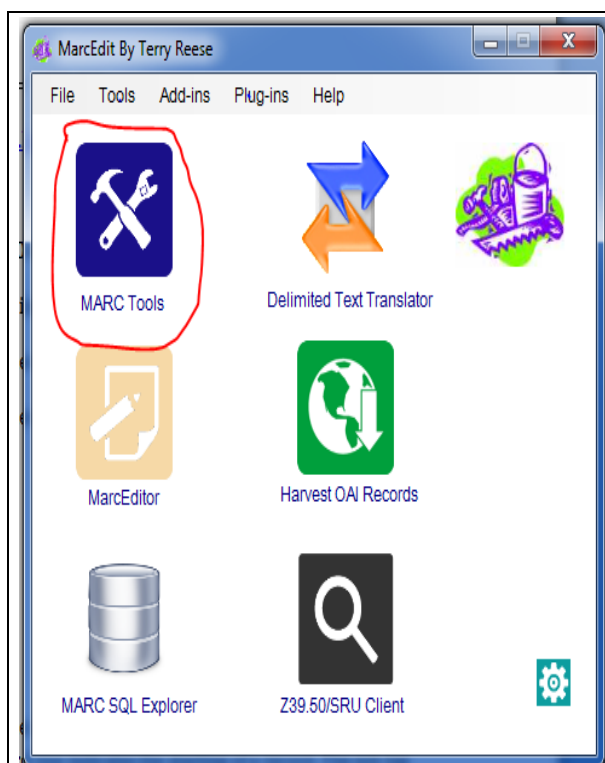 MarcEdit By Terry Reese
File Tools Add-ins Plug-ins Help
MARC Tools Delimited Text Translator
MarcEditor Harvest OAI Records
MARC SQL Explorer Z39.50/SRU Client